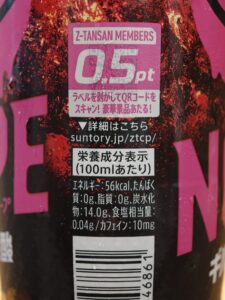 Z-TANSAN MEMBERS
0.5pt
ラベルを剥がしてQRコードを
スキャン！豪華景品あたる！
▼詳細はこちら
suntory.jp/ztcp/
栄養成分表示
(100mlあたり)
エネルギー:56kcal、たんぱく
質:0g、脂質:0g、炭水化
物:14.0g、食塩相当量:
0.04g/カフェイン:10mg
46861
E
N
酸